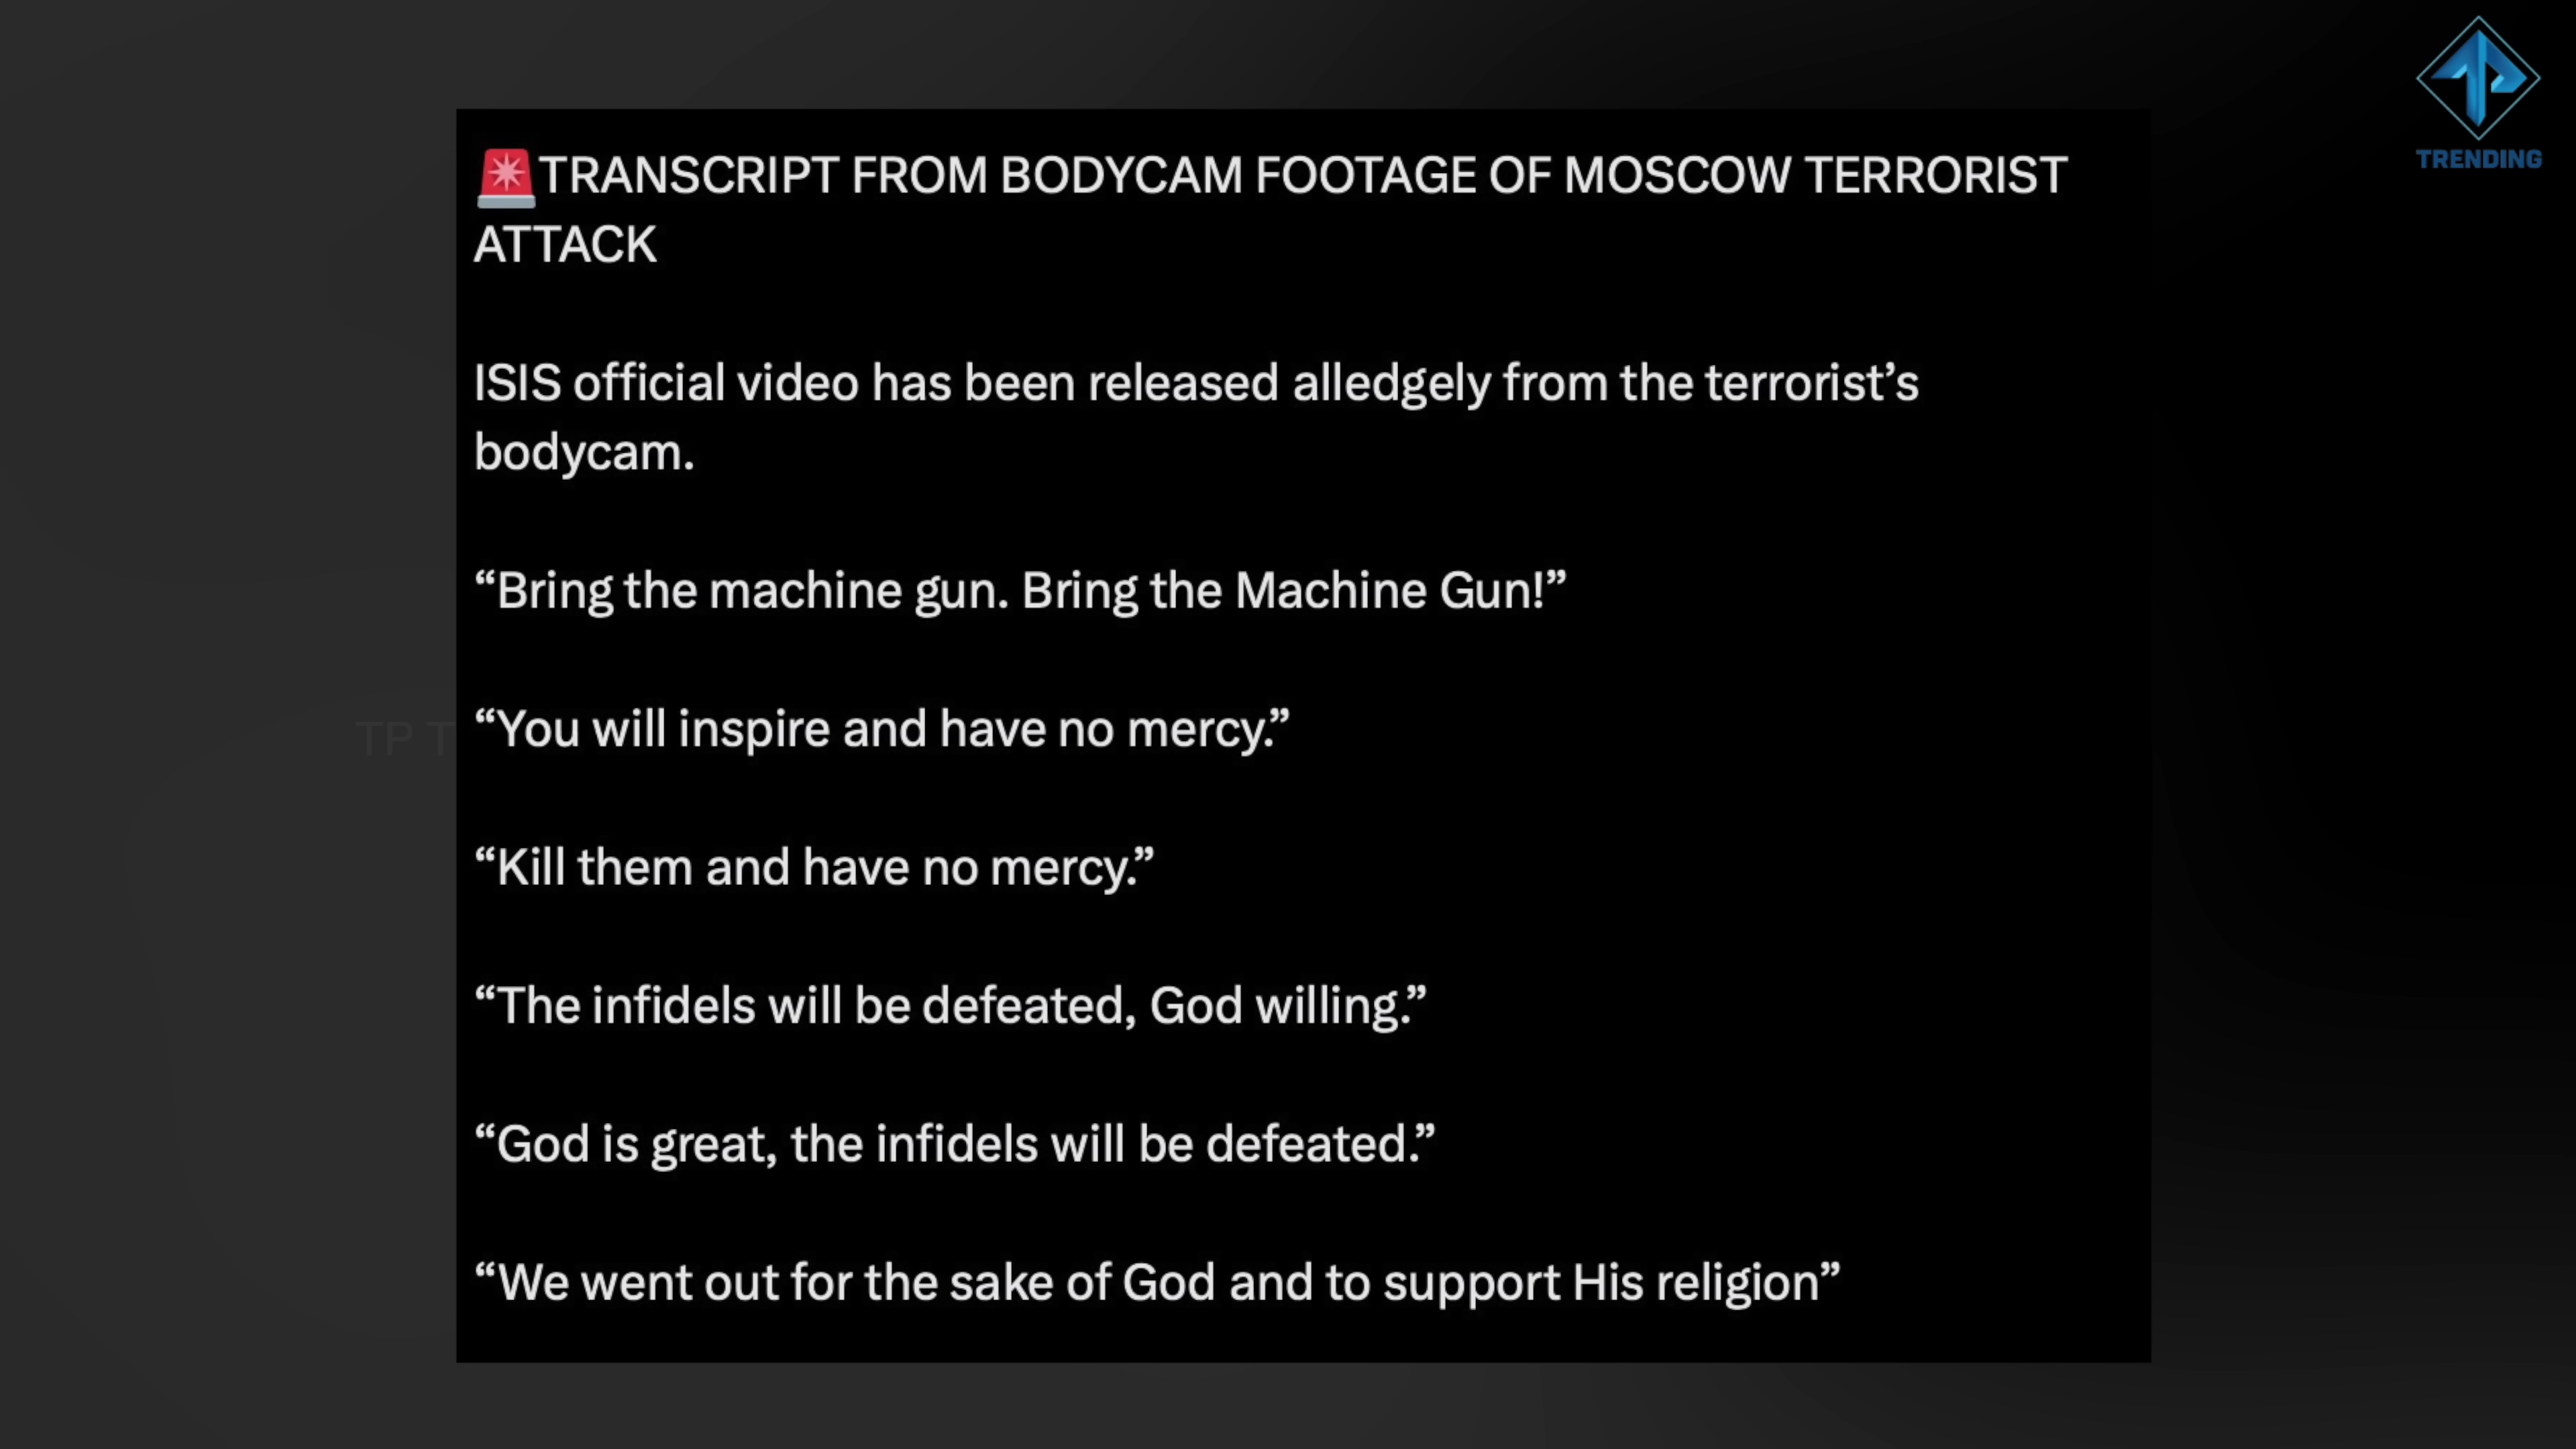 🚨TRANSCRIPT FROM BODYCAM FOOTAGE OF MOSCOW TERRORIST
ATTACK
ISIS official video has been released alledgely from the terrorist’s
bodycam.
“Bring the machine gun. Bring the Machine Gun!”
“You will inspire and have no mercy.”
“Kill them and have no mercy.”
“The infidels will be defeated, God willing.”
“God is great, the infidels will be defeated.”
“We went out for the sake of God and to support His religion”
TP T
TP
TRENDING